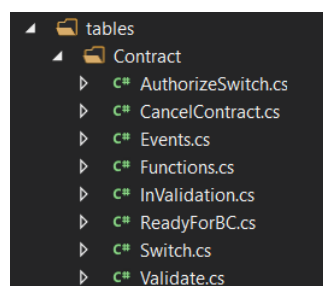 tables
Contract
C# AuthorizeSwitch.cs
C# CancelContract.cs
C# Events.cs
C# Functions.cs
C# InValidation.cs
C# ReadyForBC.cs
C# Switch.cs
C# Validate.cs